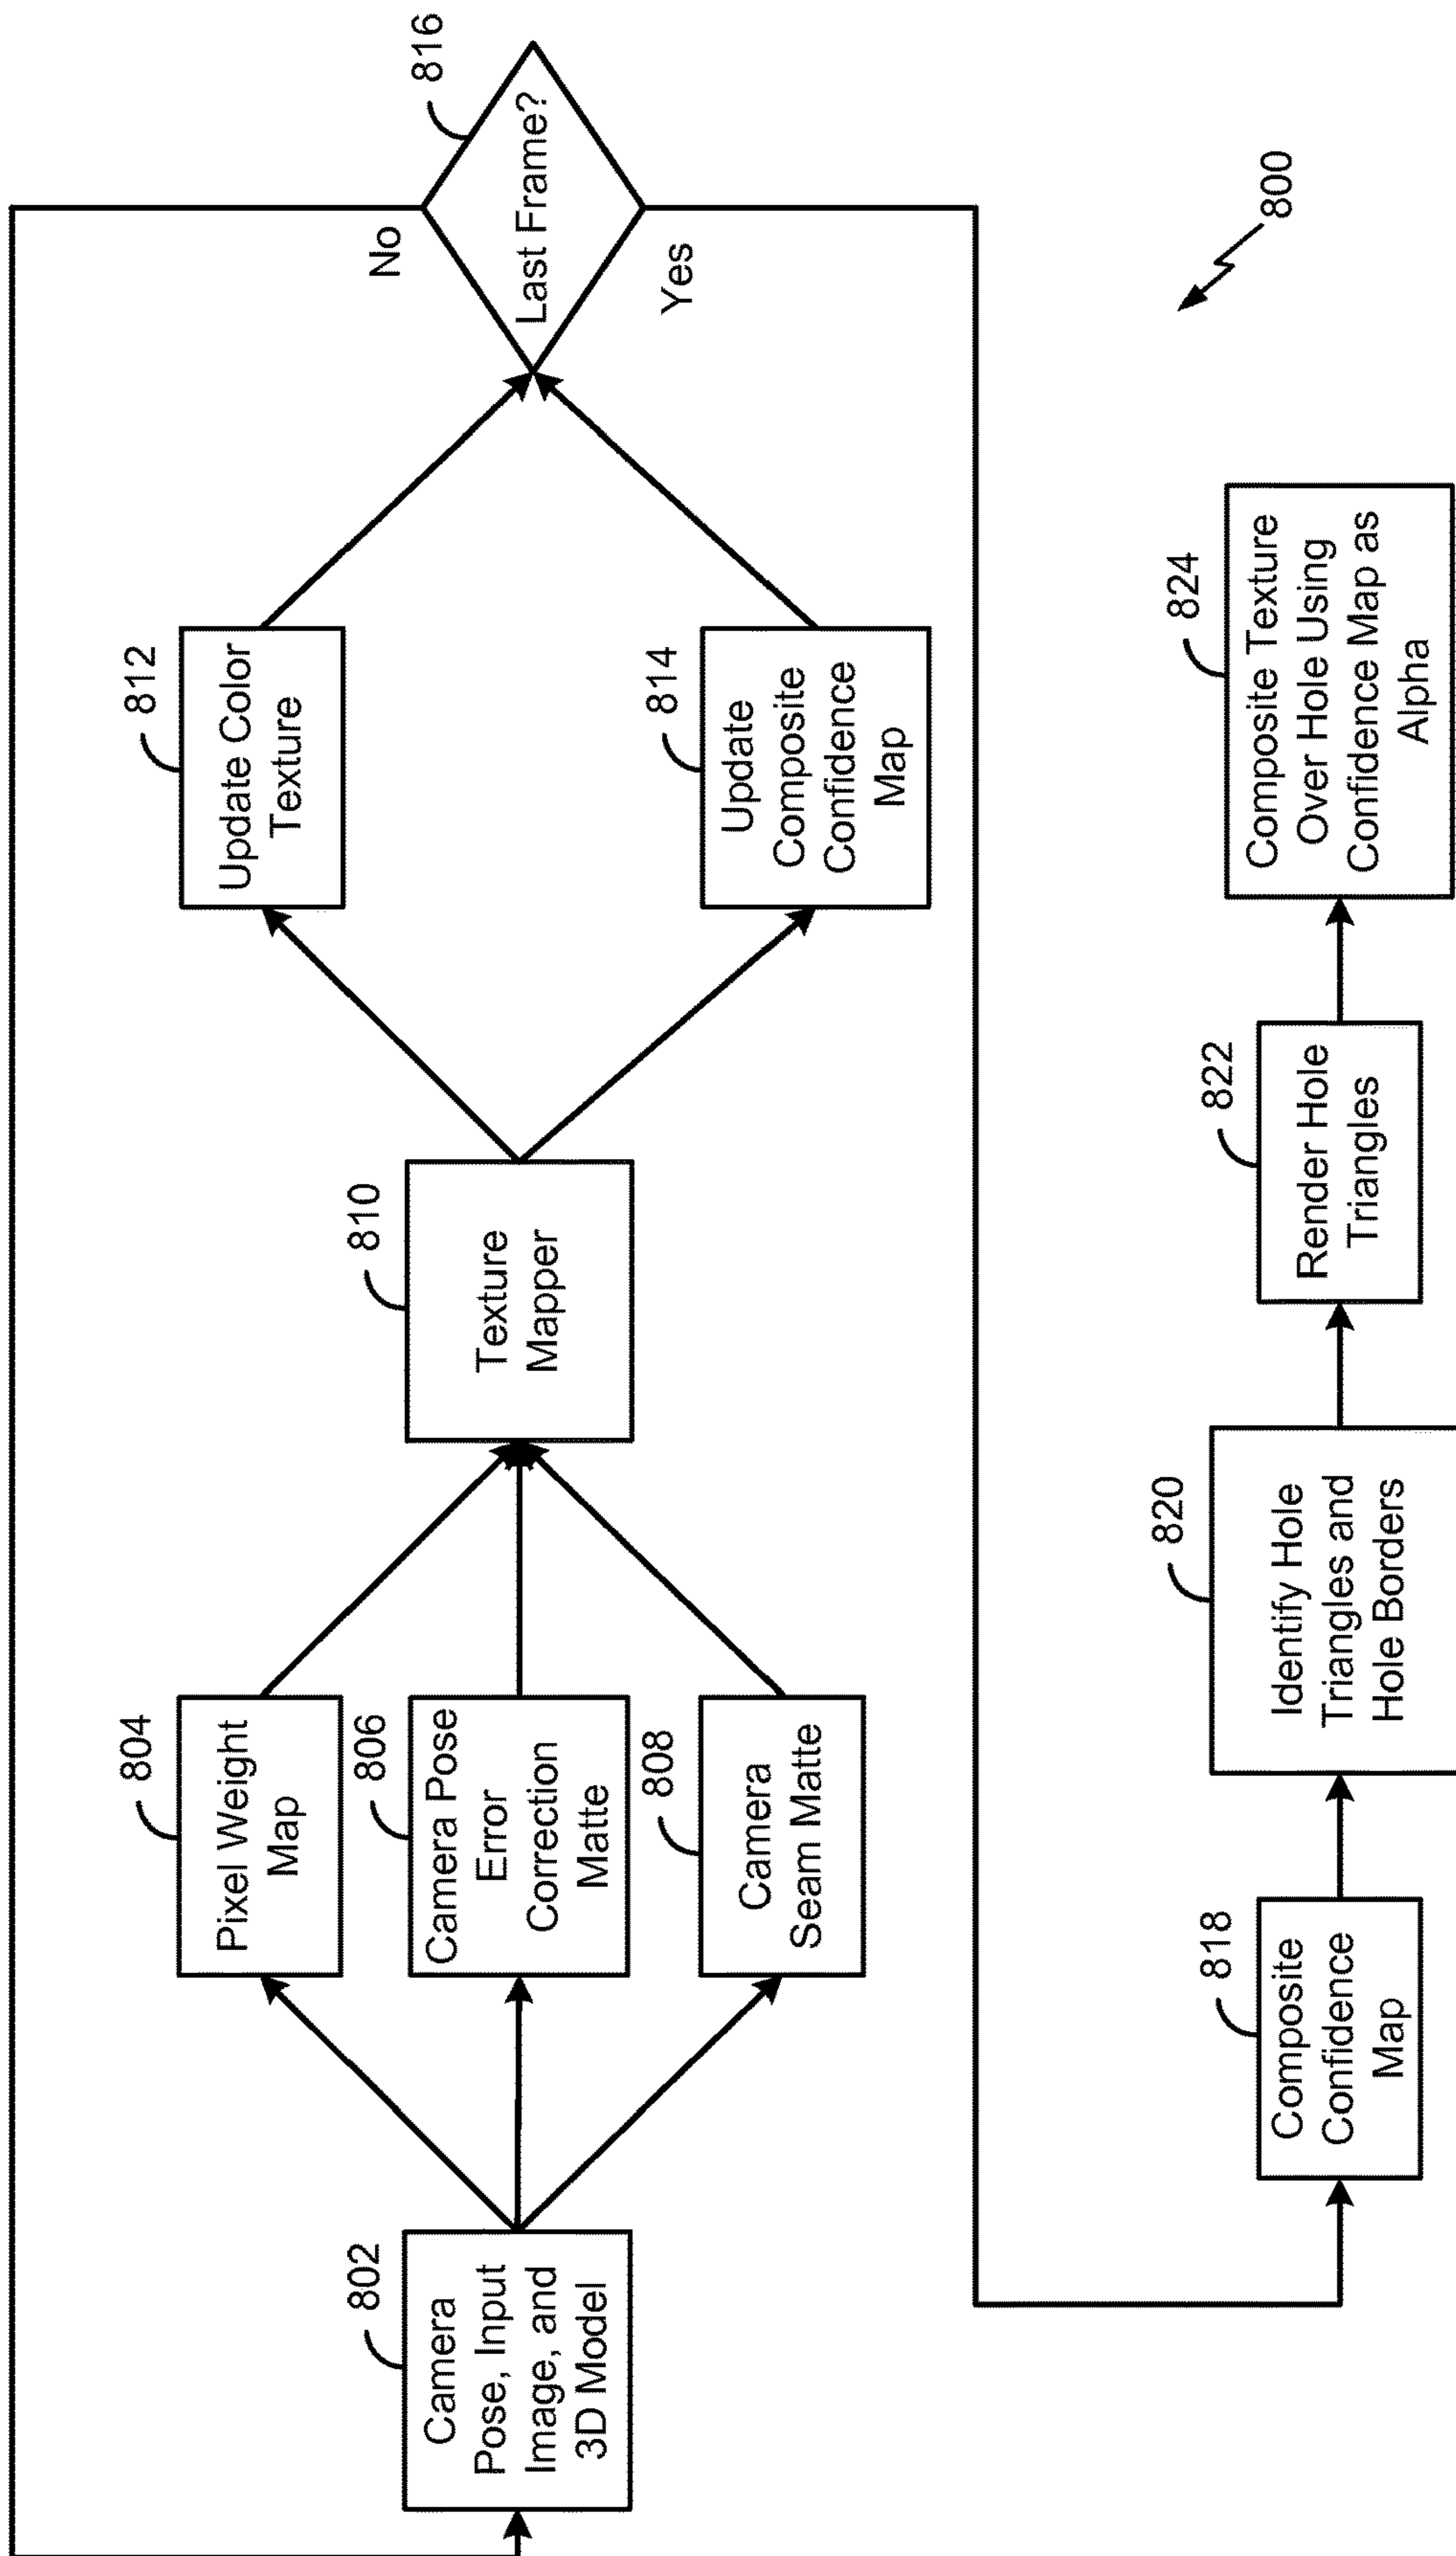 802
Camera
Pose, Input
Image, and
3D Model
804
Pixel Weight
Map
806
Camera Pose
Error
Correction
Matte
808
Camera
Seam Matte
810
Texture
Mapper
812
Update Color
Texture
814
Update
Composite
Confidence
Map
816
Last Frame?
No
Yes
800
818
Composite
Confidence
Map
820
Identify Hole
Triangles and
Hole Borders
822
Render Hole
Triangles
824
Composite Texture
Over Hole Using
Confidence Map as
Alpha